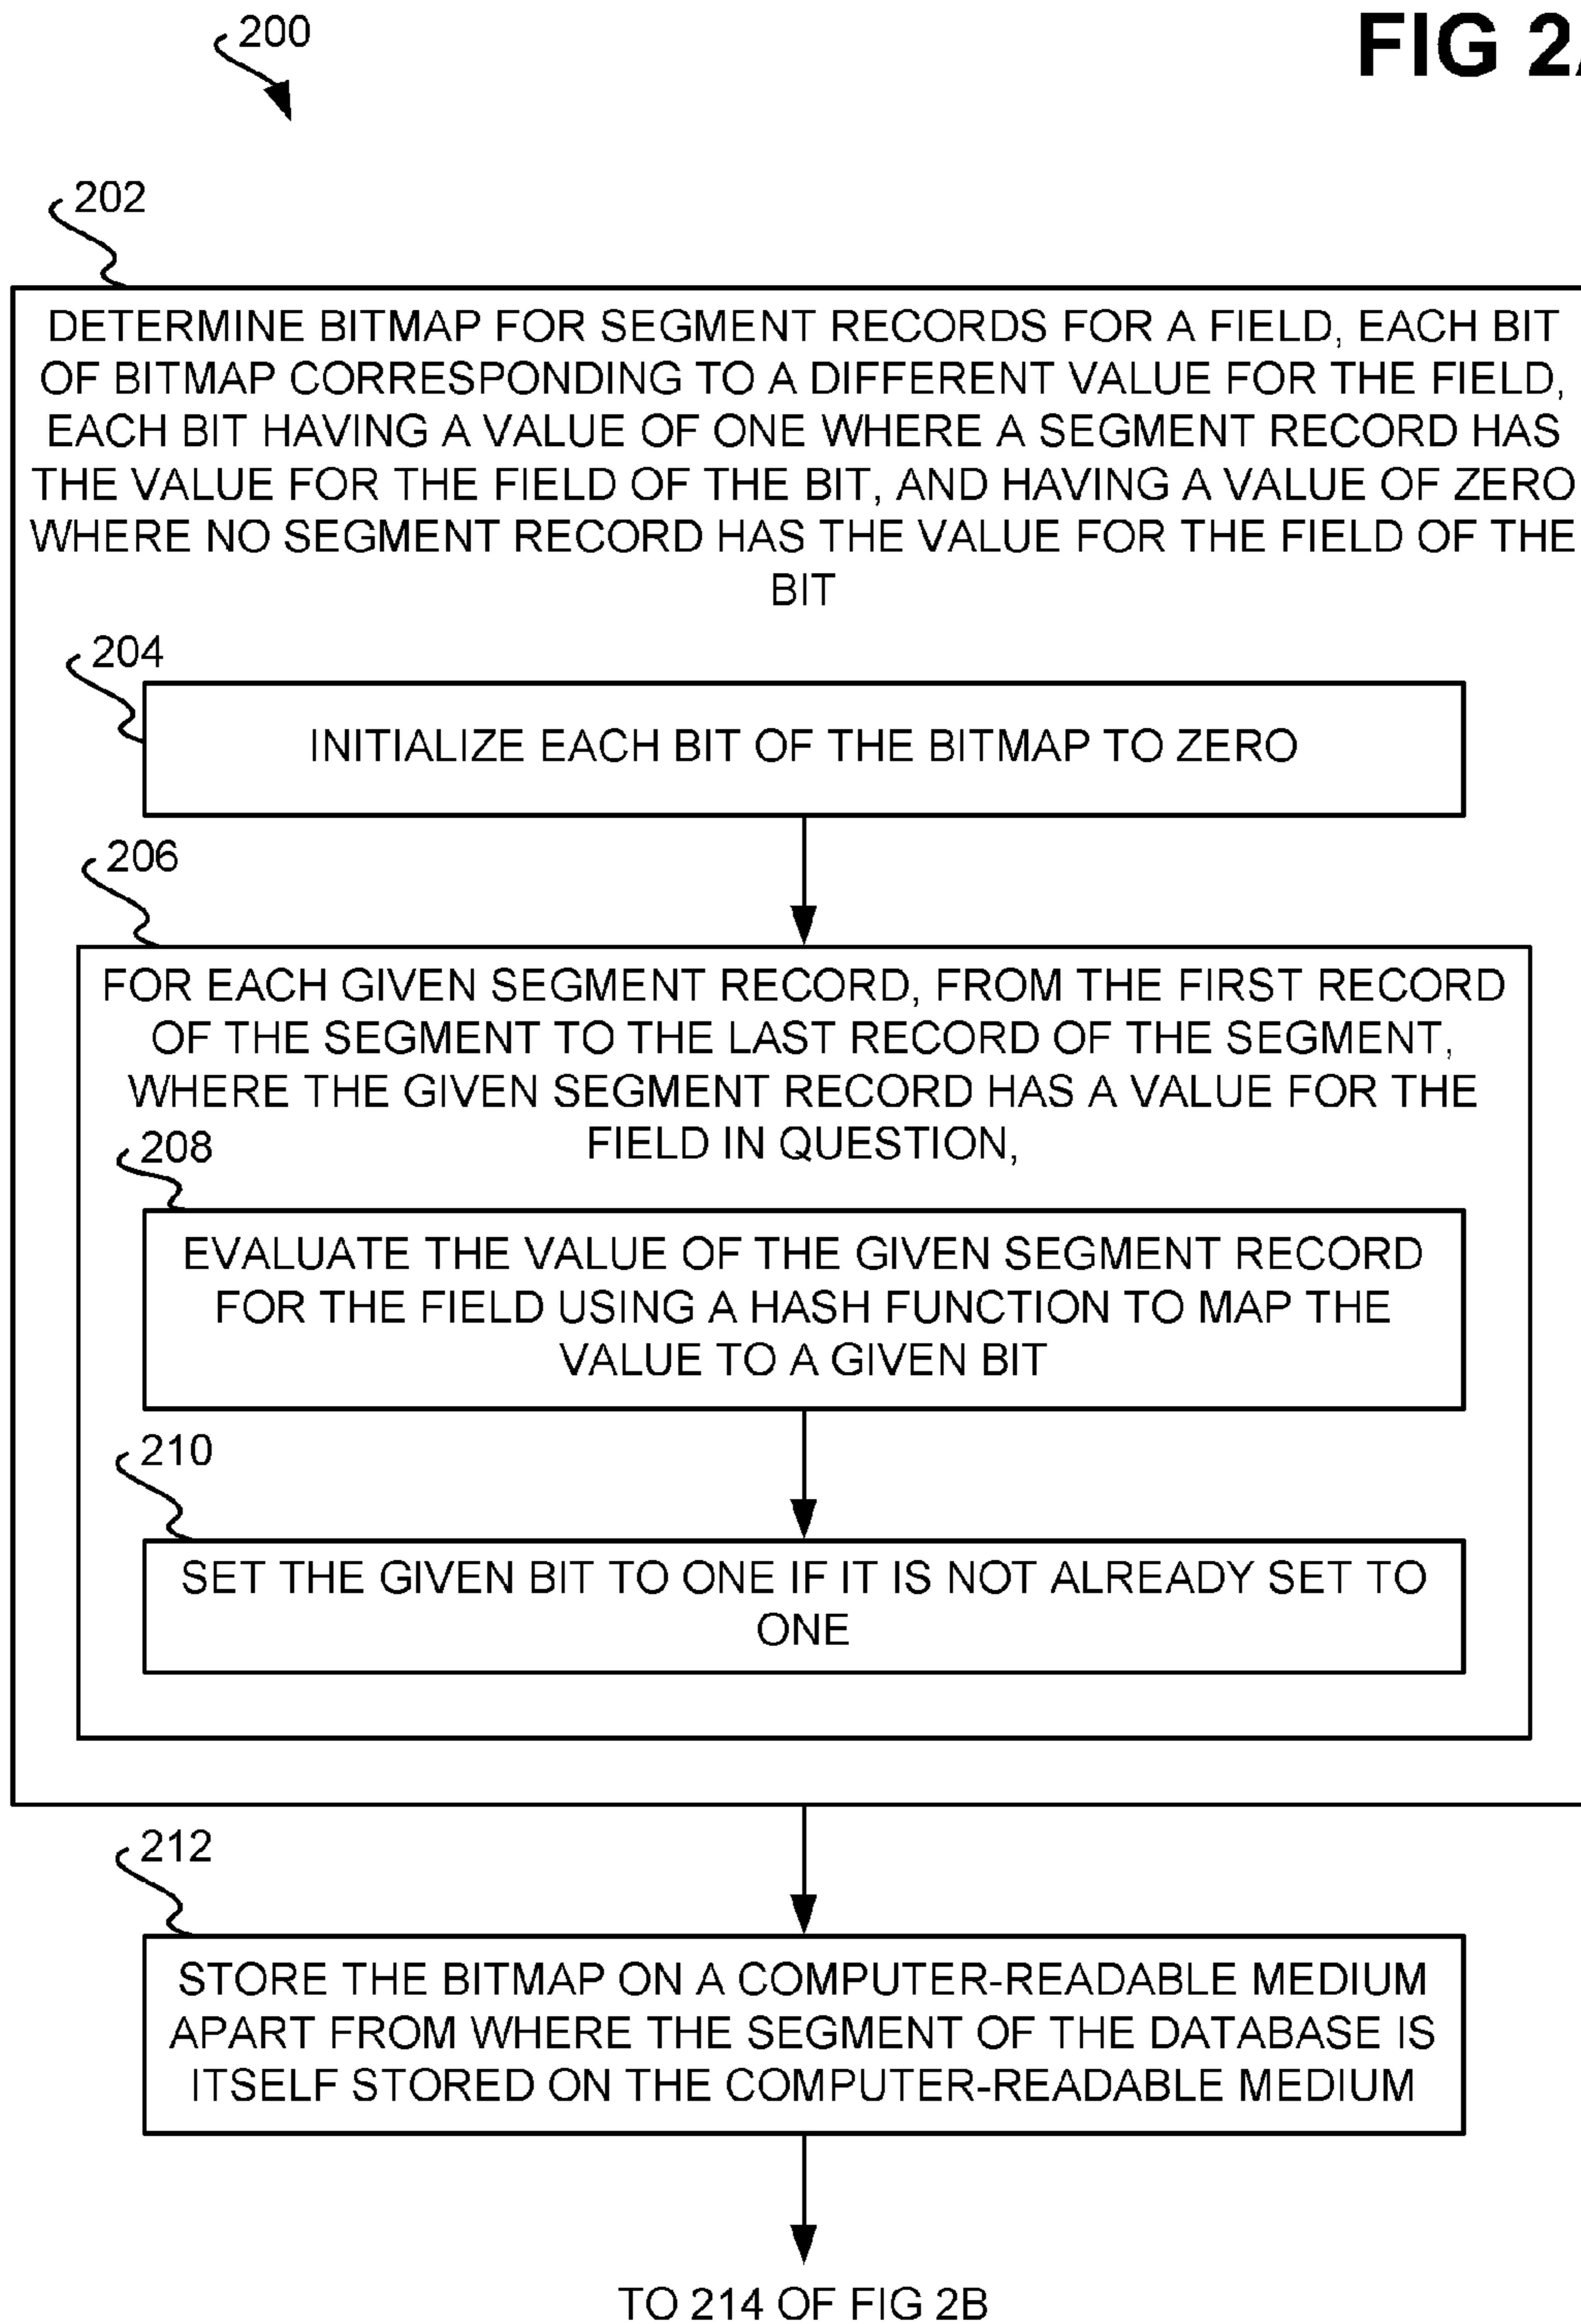 200
FIG 2A
202
DETERMINE BITMAP FOR SEGMENT RECORDS FOR A FIELD, EACH BIT
OF BITMAP CORRESPONDING TO A DIFFERENT VALUE FOR THE FIELD,
EACH BIT HAVING A VALUE OF ONE WHERE A SEGMENT RECORD HAS
THE VALUE FOR THE FIELD OF THE BIT, AND HAVING A VALUE OF ZERO
WHERE NO SEGMENT RECORD HAS THE VALUE FOR THE FIELD OF THE
BIT
204
INITIALIZE EACH BIT OF THE BITMAP TO ZERO
206
FOR EACH GIVEN SEGMENT RECORD, FROM THE FIRST RECORD
OF THE SEGMENT TO THE LAST RECORD OF THE SEGMENT,
WHERE THE GIVEN SEGMENT RECORD HAS A VALUE FOR THE
FIELD IN QUESTION,
208
EVALUATE THE VALUE OF THE GIVEN SEGMENT RECORD
FOR THE FIELD USING A HASH FUNCTION TO MAP THE
VALUE TO A GIVEN BIT
210
SET THE GIVEN BIT TO ONE IF IT IS NOT ALREADY SET TO
ONE
212
STORE THE BITMAP ON A COMPUTER-READABLE MEDIUM
APART FROM WHERE THE SEGMENT OF THE DATABASE IS
ITSELF STORED ON THE COMPUTER-READABLE MEDIUM
TO 214 OF FIG 2B